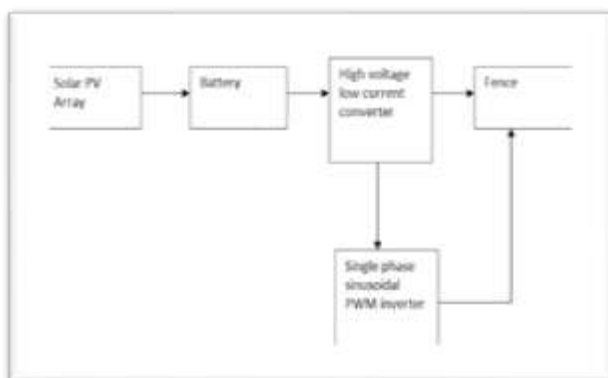 Solar PV
Array
Battery
High voltage
low current
converter
Fence
Single phase
sinusoidal
PWM inverter